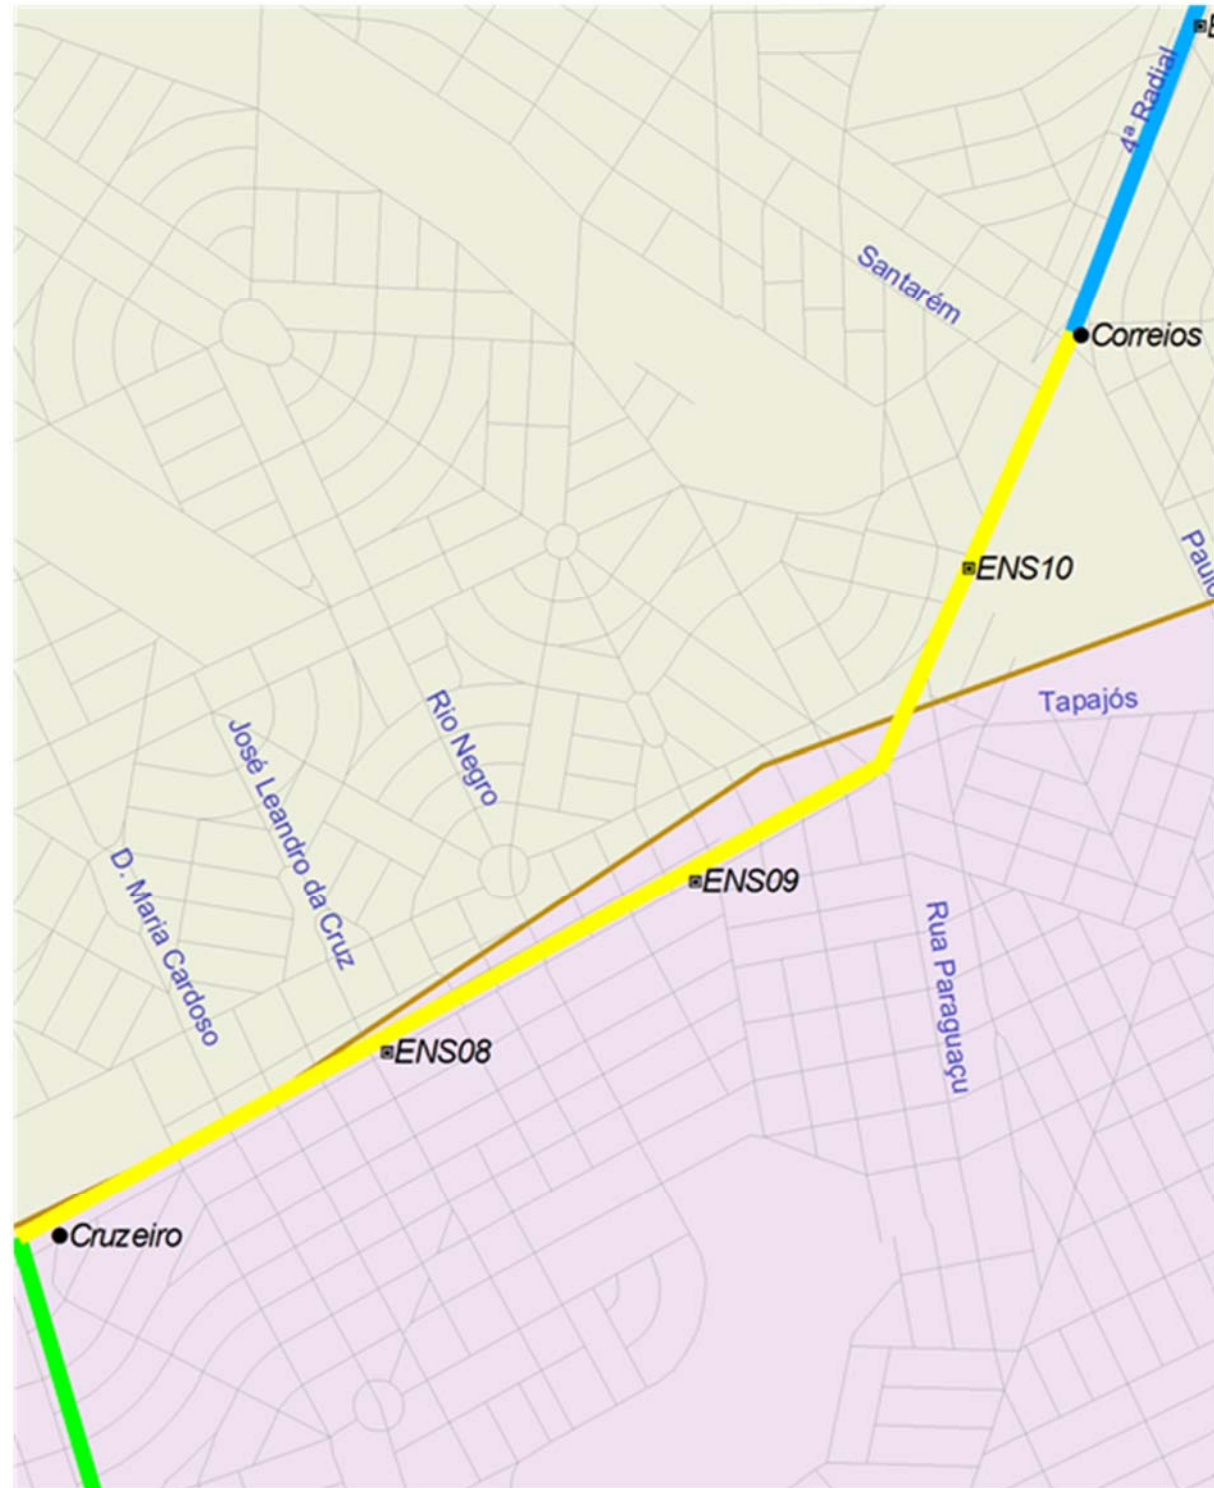 4ª Radial
Santarém
Correios
ENS10
Tapajós
Rio Negro
José Leandro da Cruz
ENS09
D. Maria Cardoso
Rua Paraguaçu
ENS08
Cruzeiro